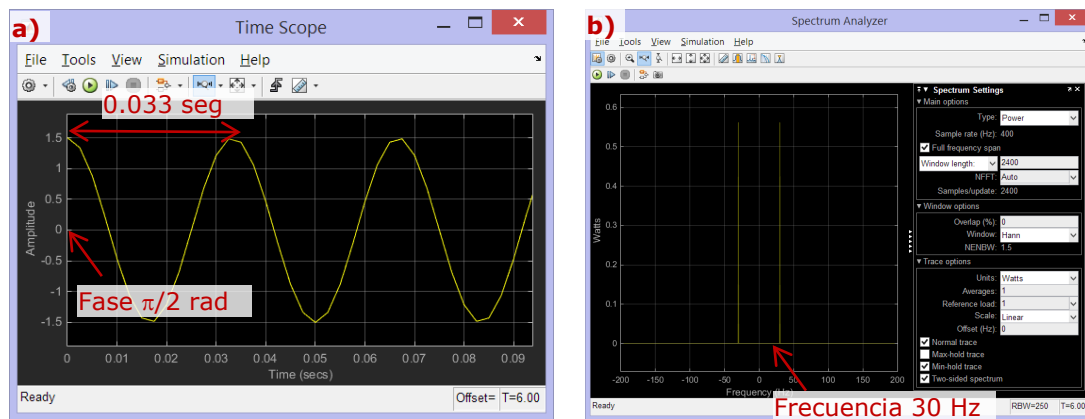 a)
Time Scope
File Tools View Simulation Help
0.033 seg
1.5
1
0.5
0
-0.5
-1
-1.5
Amplitude
Fase π/2 rad
0 0.01 0.02 0.03 0.04 0.05 0.06 0.07 0.08 0.09
Time (secs)
Ready
Offset= T=6.00
b)
Spectrum Analyzer
File Tools View Simulation Help
0.6
0.5
0.4
0.3
0.2
0.1
0
Watts
-200 -150 -100 -50 0 50 100 150 200
Frequency (Hz)
Frecuencia 30 Hz
Spectrum Settings
Main options
Type: Power
Sample rate (Hz): 400
Full frequency span
Window length: 2400
NFFT: Auto
Samples/update: 2400
Window options
Overlap (%): 0
Window: Hann
NENBW: 1.5
Trace options
Units: Watts
Averages: 1
Reference load: 1
Scale: Linear
Offset (Hz): 0
Normal trace
Max-hold trace
Min-hold trace
Two-sided spectrum
Ready
RBW=250 T=6.00